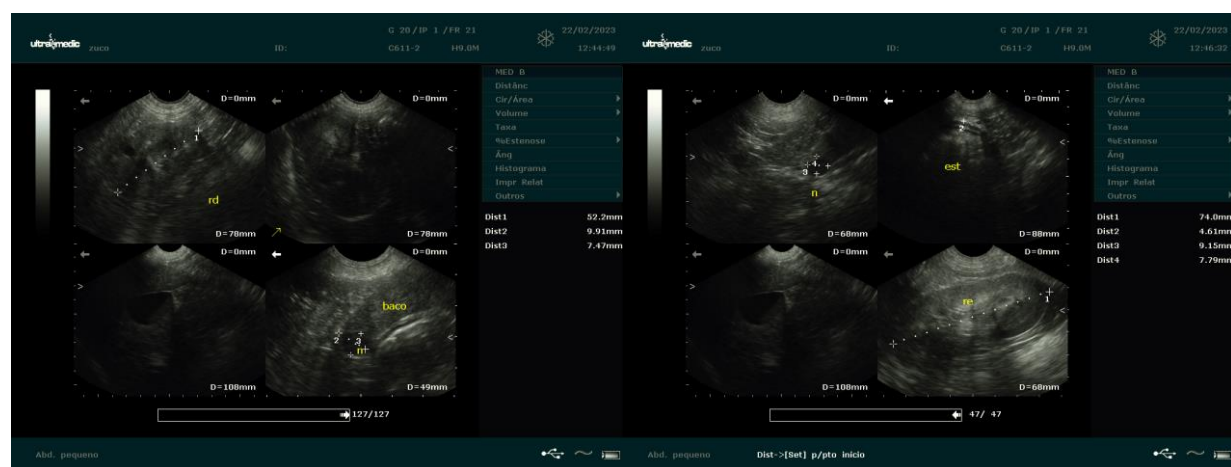 ultramedic zuco
ID:
G 20/IP 1 /FR 21
C611-2 H9.0M
22/02/2023
12:44:49
D=0mm
1
rd
D=78mm
D=0mm
D=78mm
D=0mm
D=108mm
D=0mm
baco
2 3
n
D=49mm
127/127
MED B
Distânc
Cir/Área
Volume
Taxa
%Estenose
Âng
Histograma
Impr Relat
Outros
Dist1 52.2mm
Dist2 9.91mm
Dist3 7.47mm
Abd. pequeno
ultramedic zuco
ID:
G 20/IP 1 /FR 21
C611-2 H9.0M
22/02/2023
12:46:32
D=0mm
3 4
n
D=68mm
D=0mm
2
est
D=88mm
D=0mm
D=108mm
D=0mm
re
1
D=68mm
47/ 47
MED B
Distânc
Cir/Área
Volume
Taxa
%Estenose
Âng
Histograma
Impr Relat
Outros
Dist1 74.0mm
Dist2 4.61mm
Dist3 9.15mm
Dist4 7.79mm
Abd. pequeno
Dist->[Set] p/pto início